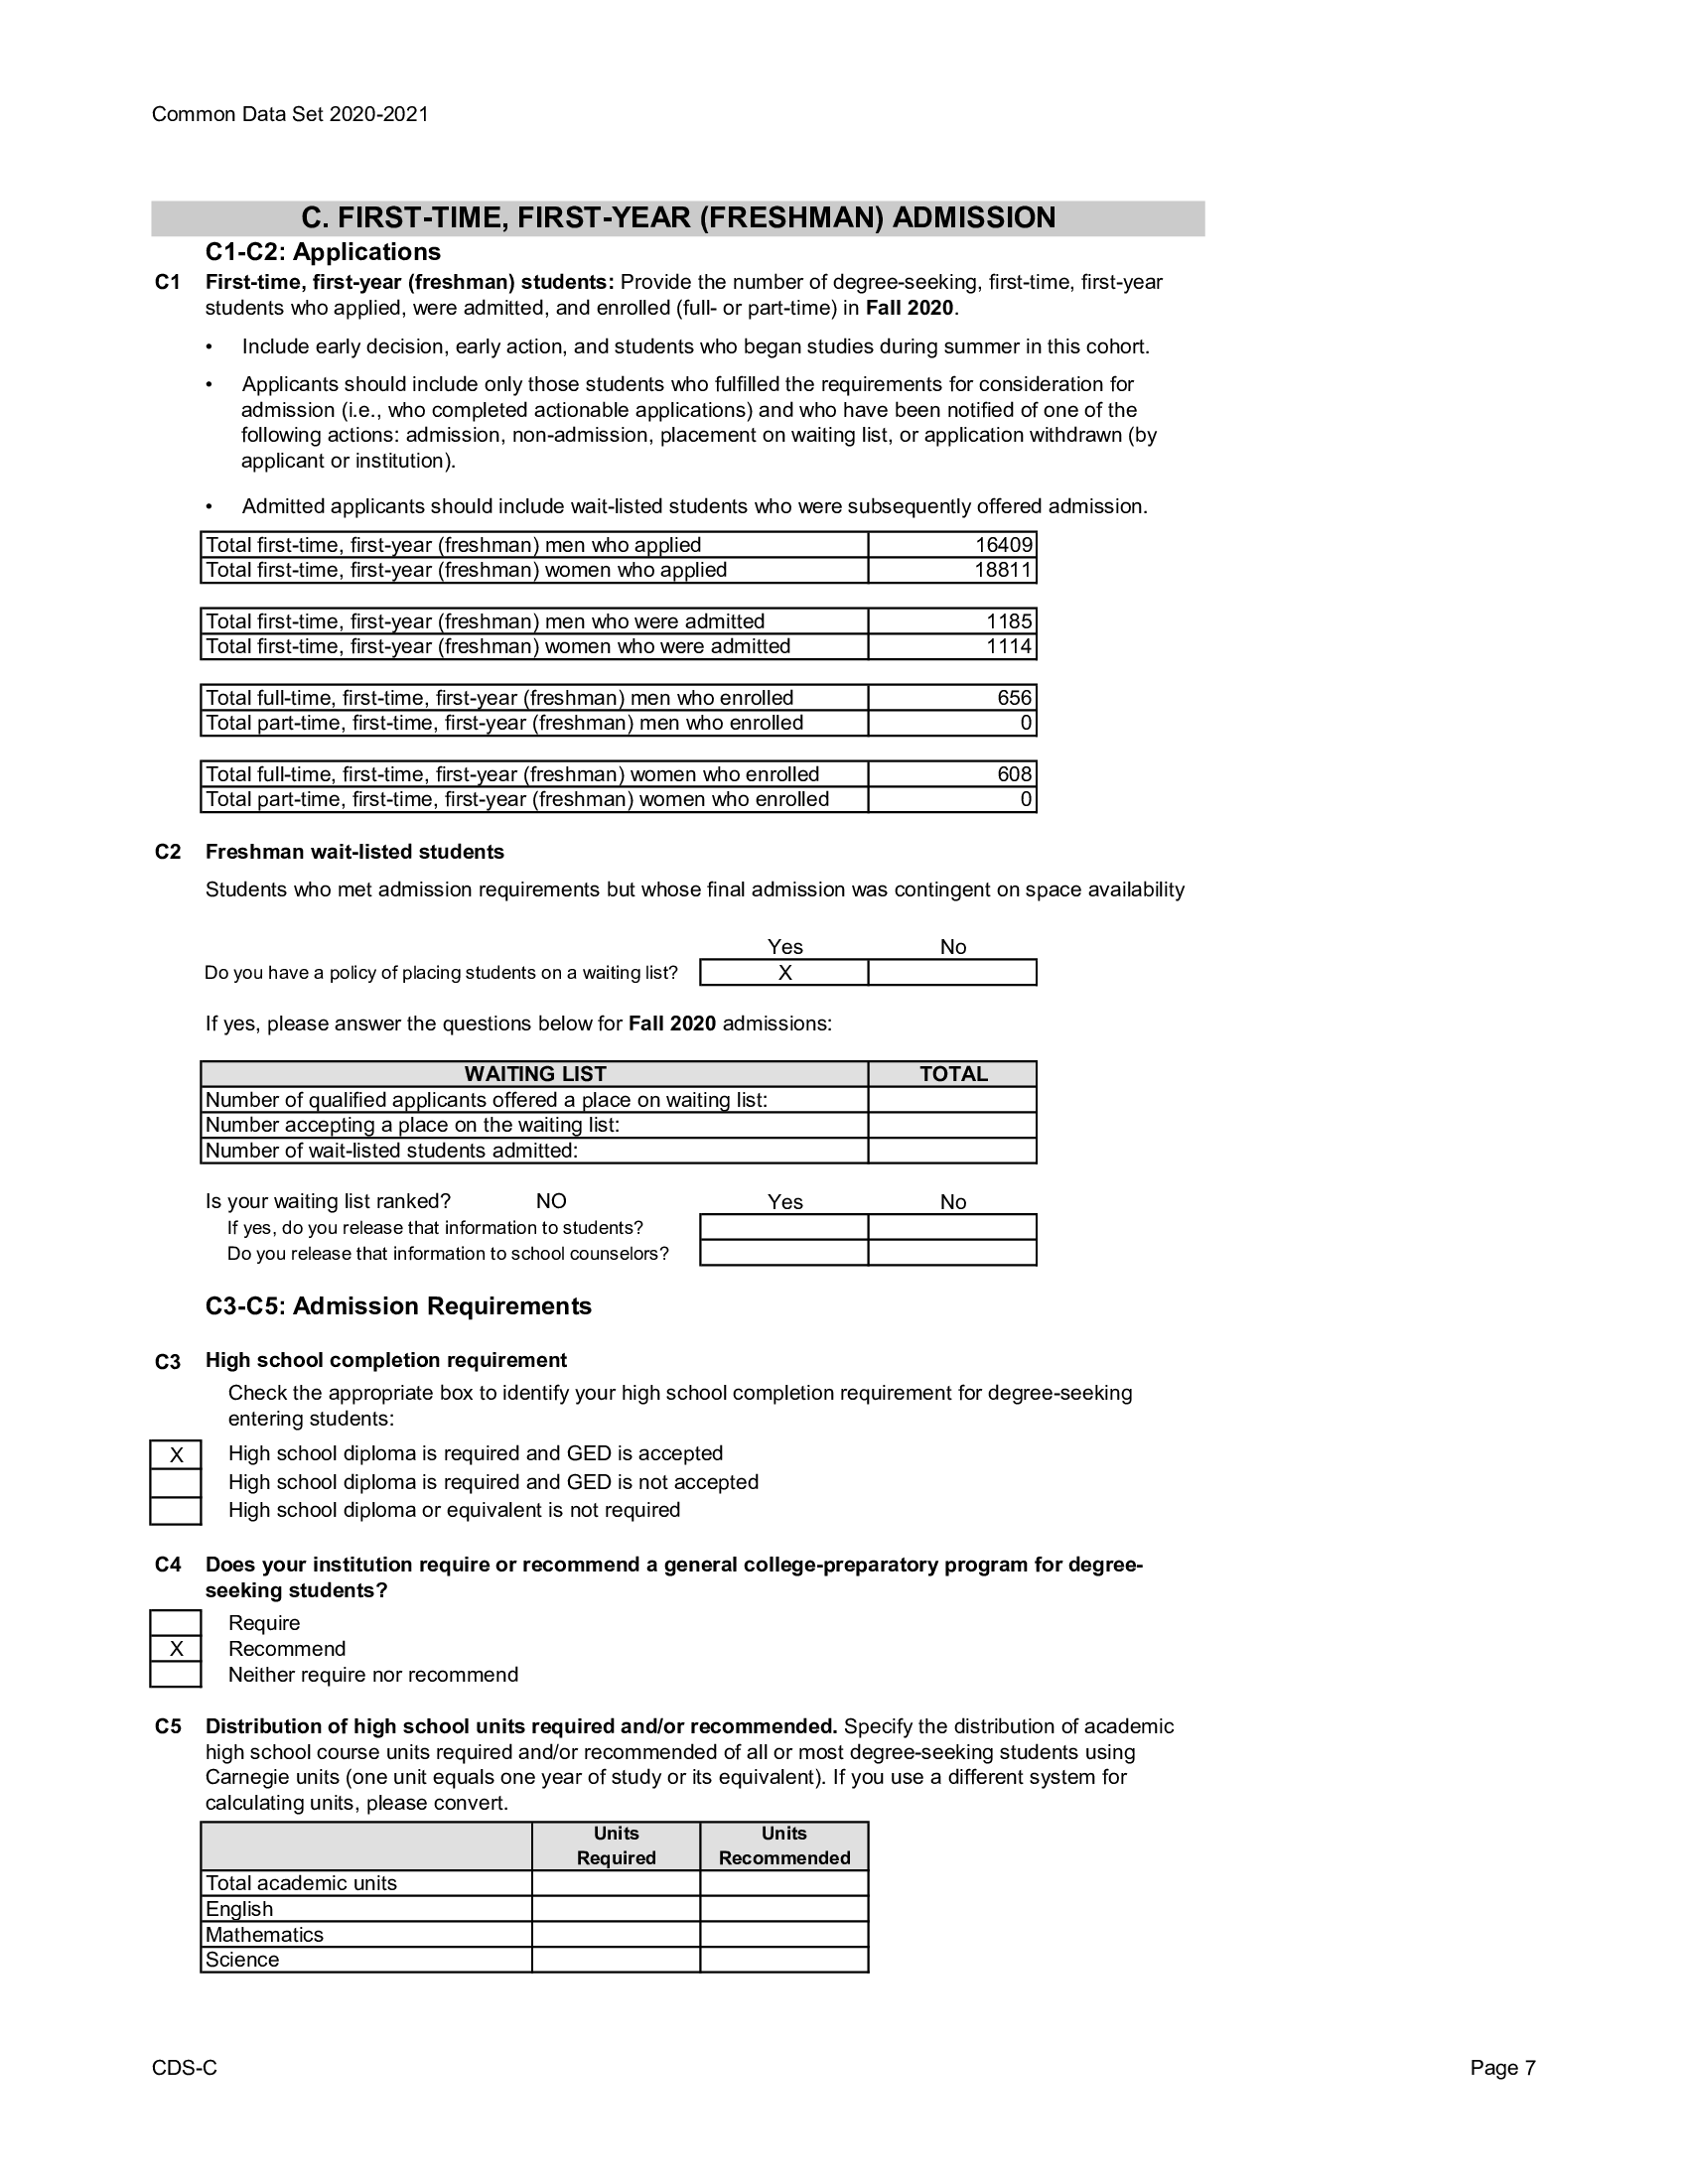 Common Data Set 2020-2021
C. FIRST-TIME, FIRST-YEAR (FRESHMAN) ADMISSION
C1-C2: Applications
C1 First-time, first-year (freshman) students: Provide the number of degree-seeking, first-time, first-year
students who applied, were admitted, and enrolled (full- or part-time) in Fall 2020.
• Include early decision, early action, and students who began studies during summer in this cohort.
• Applicants should include only those students who fulfilled the requirements for consideration for
admission (i.e., who completed actionable applications) and who have been notified of one of the
following actions: admission, non-admission, placement on waiting list, or application withdrawn (by
applicant or institution).
• Admitted applicants should include wait-listed students who were subsequently offered admission.
Total first-time, first-year (freshman) men who applied 16409
Total first-time, first-year (freshman) women who applied 18811
Total first-time, first-year (freshman) men who were admitted 1185
Total first-time, first-year (freshman) women who were admitted 1114
Total full-time, first-time, first-year (freshman) men who enrolled 656
Total part-time, first-time, first-year (freshman) men who enrolled 0
Total full-time, first-time, first-year (freshman) women who enrolled 608
Total part-time, first-time, first-year (freshman) women who enrolled 0
C2 Freshman wait-listed students
Students who met admission requirements but whose final admission was contingent on space availability
Yes No
Do you have a policy of placing students on a waiting list? X
If yes, please answer the questions below for Fall 2020 admissions:
WAITING LIST TOTAL
Number of qualified applicants offered a place on waiting list:
Number accepting a place on the waiting list:
Number of wait-listed students admitted:
Is your waiting list ranked? NO Yes No
If yes, do you release that information to students?
Do you release that information to school counselors?
C3-C5: Admission Requirements
C3 High school completion requirement
Check the appropriate box to identify your high school completion requirement for degree-seeking
entering students:
X High school diploma is required and GED is accepted
High school diploma is required and GED is not accepted
High school diploma or equivalent is not required
C4 Does your institution require or recommend a general college-preparatory program for degree-
seeking students?
Require
X Recommend
Neither require nor recommend
C5 Distribution of high school units required and/or recommended. Specify the distribution of academic
high school course units required and/or recommended of all or most degree-seeking students using
Carnegie units (one unit equals one year of study or its equivalent). If you use a different system for
calculating units, please convert.
Units Units
Required Recommended
Total academic units
English
Mathematics
Science
CDS-C Page 7